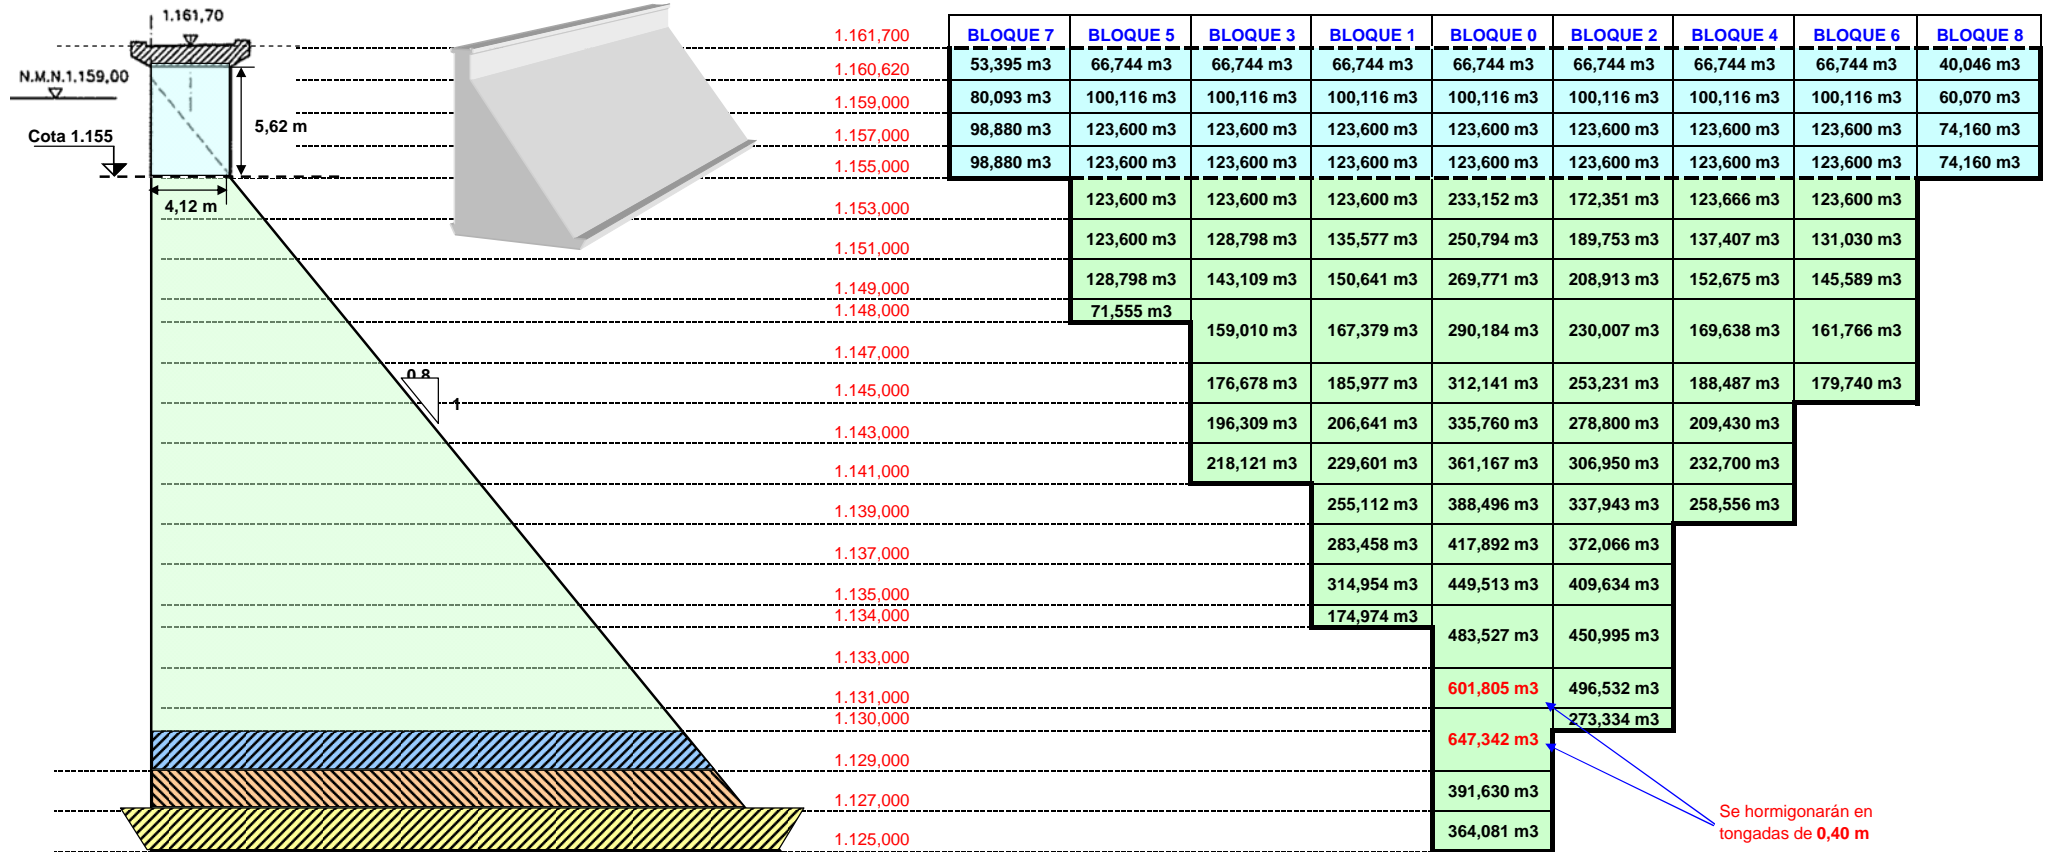 1.161,70
N.M.N.1.159,00
Cota 1.155
5,62 m
4,12 m
0,8
1
1.161,700
1.160,620
1.159,000
1.157,000
1.155,000
1.153,000
1.151,000
1.149,000
1.148,000
1.147,000
1.145,000
1.143,000
1.141,000
1.139,000
1.137,000
1.135,000
1.134,000
1.133,000
1.131,000
1.130,000
1.129,000
1.127,000
1.125,000
BLOQUE 7 BLOQUE 5 BLOQUE 3 BLOQUE 1 BLOQUE 0 BLOQUE 2 BLOQUE 4 BLOQUE 6 BLOQUE 8
53,395 m3 66,744 m3 66,744 m3 66,744 m3 66,744 m3 66,744 m3 66,744 m3 66,744 m3 40,046 m3
80,093 m3 100,116 m3 100,116 m3 100,116 m3 100,116 m3 100,116 m3 100,116 m3 100,116 m3 60,070 m3
98,880 m3 123,600 m3 123,600 m3 123,600 m3 123,600 m3 123,600 m3 123,600 m3 123,600 m3 74,160 m3
98,880 m3 123,600 m3 123,600 m3 123,600 m3 123,600 m3 123,600 m3 123,600 m3 123,600 m3 74,160 m3
123,600 m3 123,600 m3 123,600 m3 233,152 m3 172,351 m3 123,666 m3 123,600 m3
123,600 m3 128,798 m3 135,577 m3 250,794 m3 189,753 m3 137,407 m3 131,030 m3
128,798 m3 143,109 m3 150,641 m3 269,771 m3 208,913 m3 152,675 m3 145,589 m3
71,555 m3 159,010 m3 167,379 m3 290,184 m3 230,007 m3 169,638 m3 161,766 m3
176,678 m3 185,977 m3 312,141 m3 253,231 m3 188,487 m3 179,740 m3
196,309 m3 206,641 m3 335,760 m3 278,800 m3 209,430 m3
218,121 m3 229,601 m3 361,167 m3 306,950 m3 232,700 m3
255,112 m3 388,496 m3 337,943 m3 258,556 m3
283,458 m3 417,892 m3 372,066 m3
314,954 m3 449,513 m3 409,634 m3
174,974 m3 483,527 m3 450,995 m3
601,805 m3 496,532 m3
273,334 m3
647,342 m3
391,630 m3
364,081 m3
Se hormigonarán en
tongadas de 0,40 m